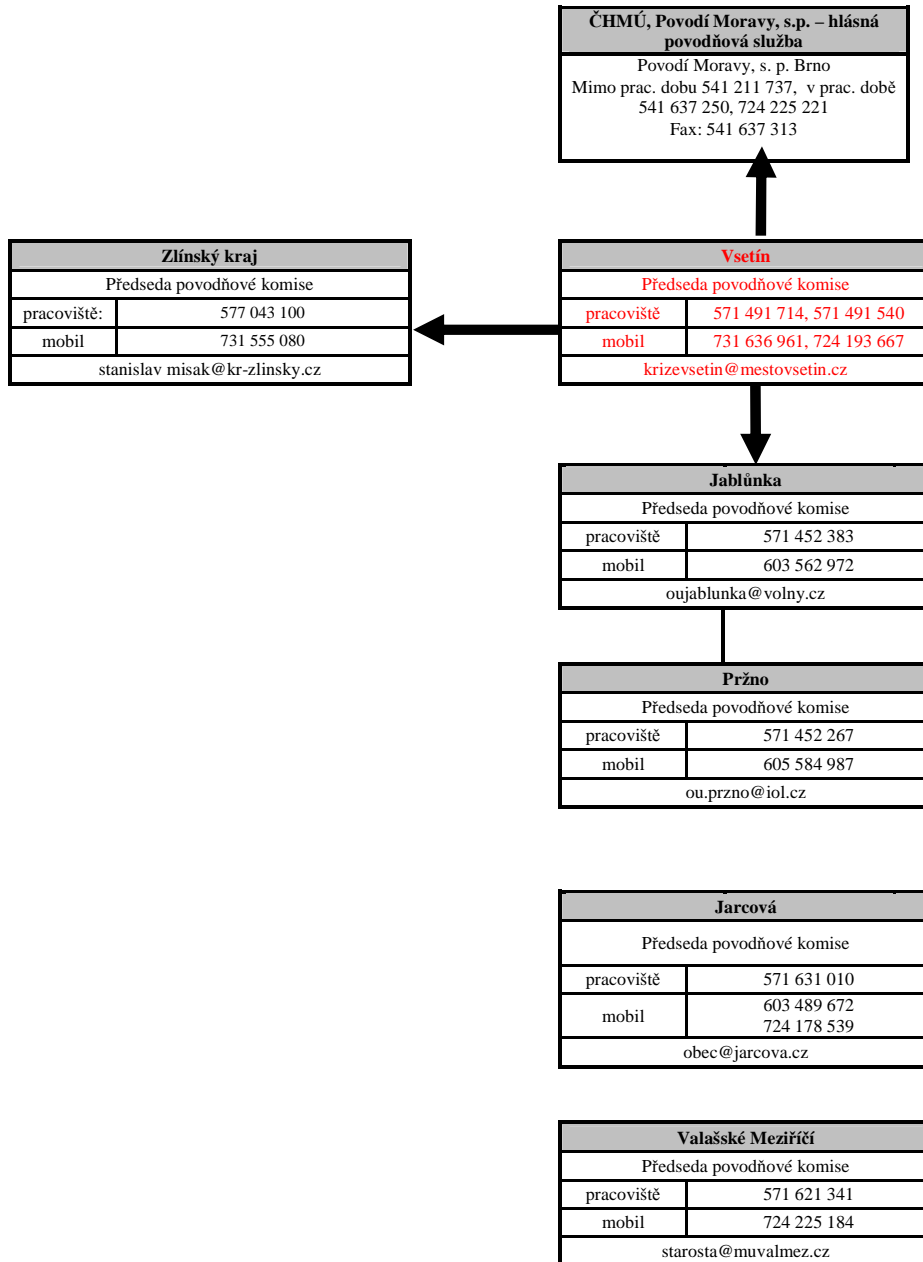 ČHMÚ, Povodí Moravy, s.p. – hlásná
povodňová služba
Povodí Moravy, s. p. Brno
Mimo prac. dobu 541 211 737, v prac. době
541 637 250, 724 225 221
Fax: 541 637 313
Zlínský kraj
Předseda povodňové komise
pracoviště: 577 043 100
mobil 731 555 080
stanislav misak@kr-zlinsky.cz
Vsetín
Předseda povodňové komise
pracoviště 571 491 714, 571 491 540
mobil 731 636 961, 724 193 667
krizevsetin@mestovsetin.cz
Jablůnka
Předseda povodňové komise
pracoviště 571 452 383
mobil 603 562 972
oujablunka@volny.cz
Pržno
Předseda povodňové komise
pracoviště 571 452 267
mobil 605 584 987
ou.przno@iol.cz
Jarcová
Předseda povodňové komise
pracoviště 571 631 010
mobil 603 489 672
724 178 539
obec@jarcova.cz
Valašské Meziříčí
Předseda povodňové komise
pracoviště 571 621 341
mobil 724 225 184
starosta@muvalmez.cz